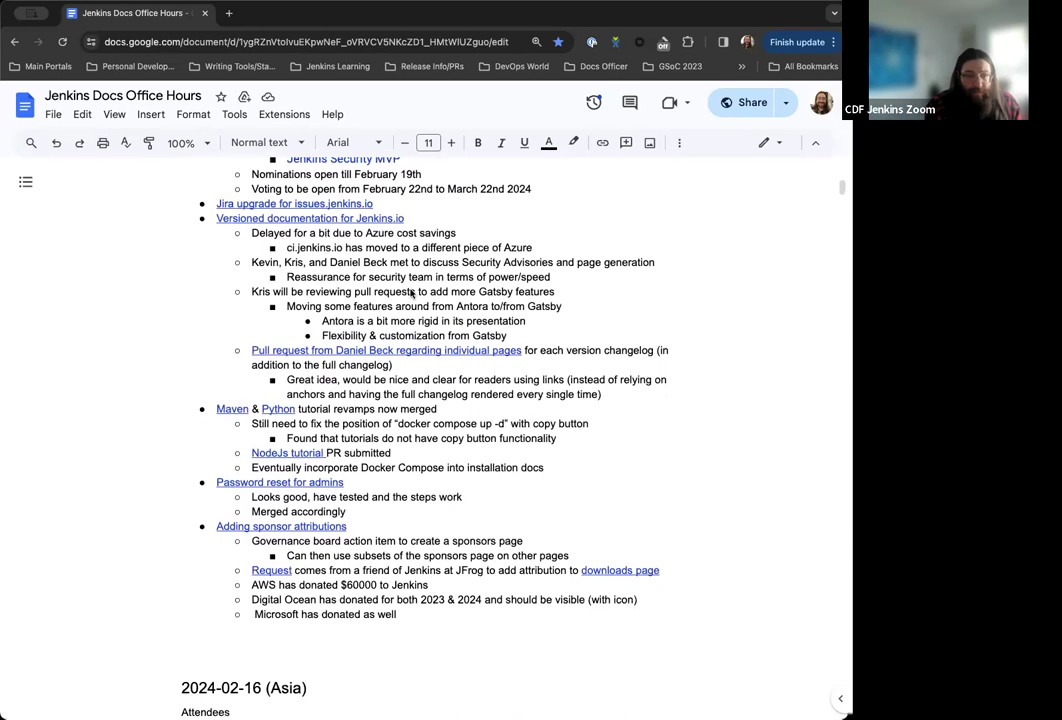 Jenkins Docs Office Hours -
docs.google.com/document/d/1ygRZnVtoIvuEKpwNeF_oVRVCV5NKcZD1_HMtWlUZguo/edit
Off
Finish update
Main Portals
Personal Develop...
Writing Tools/Sta...
Jenkins Learning
Release Info/PRs
DevOps World
Docs Officer
GSoC 2023
»
All Bookmarks
Jenkins Docs Office Hours
File Edit View Insert Format Tools Extensions Help
Share
CDF Jenkins Zoom
100% Normal text Arial 11 B I U A
Jenkins Security MVP
Nominations open till February 19th
Voting to be open from February 22nd to March 22nd 2024
Jira upgrade for issues.jenkins.io
Versioned documentation for Jenkins.io
Delayed for a bit due to Azure cost savings
ci.jenkins.io has moved to a different piece of Azure
Kevin, Kris, and Daniel Beck met to discuss Security Advisories and page generation
Reassurance for security team in terms of power/speed
Kris will be reviewing pull requests to add more Gatsby features
Moving some features around from Antora to/from Gatsby
Antora is a bit more rigid in its presentation
Flexibility & customization from Gatsby
Pull request from Daniel Beck regarding individual pages for each version changelog (in
addition to the full changelog)
Great idea, would be nice and clear for readers using links (instead of relying on
anchors and having the full changelog rendered every single time)
Maven & Python tutorial revamps now merged
Still need to fix the position of “docker compose up -d” with copy button
Found that tutorials do not have copy button functionality
NodeJs tutorial PR submitted
Eventually incorporate Docker Compose into installation docs
Password reset for admins
Looks good, have tested and the steps work
Merged accordingly
Adding sponsor attributions
Governance board action item to create a sponsors page
Can then use subsets of the sponsors page on other pages
Request comes from a friend of Jenkins at JFrog to add attribution to downloads page
AWS has donated $60000 to Jenkins
Digital Ocean has donated for both 2023 & 2024 and should be visible (with icon)
Microsoft has donated as well
2024-02-16 (Asia)
Attendees